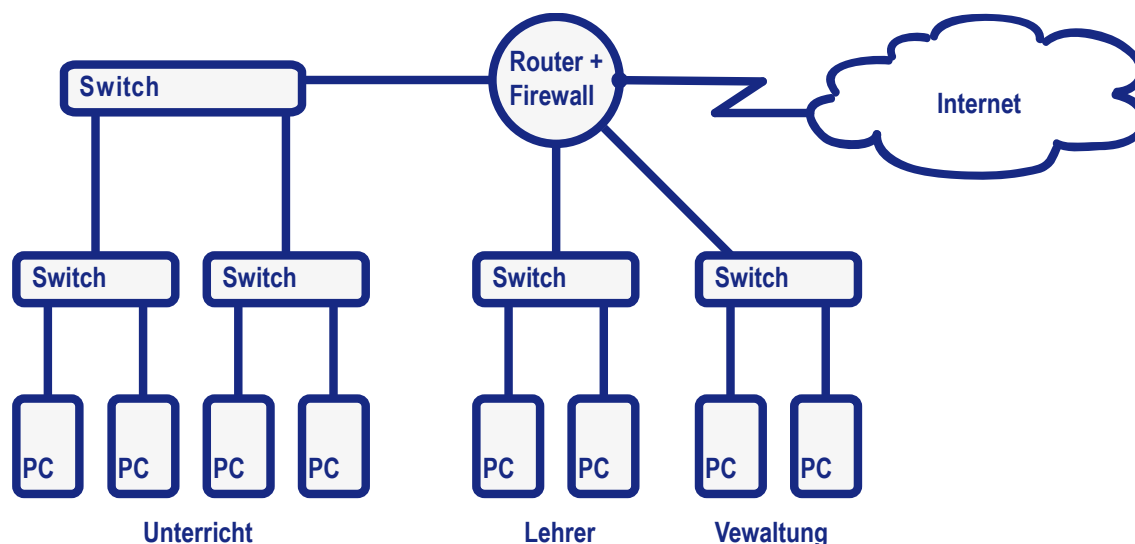 Router +
Firewall
Switch
Internet
Switch
Switch
Switch
Switch
PC
PC
PC
PC
PC
PC
PC
PC
Unterricht
Lehrer
Vewaltung